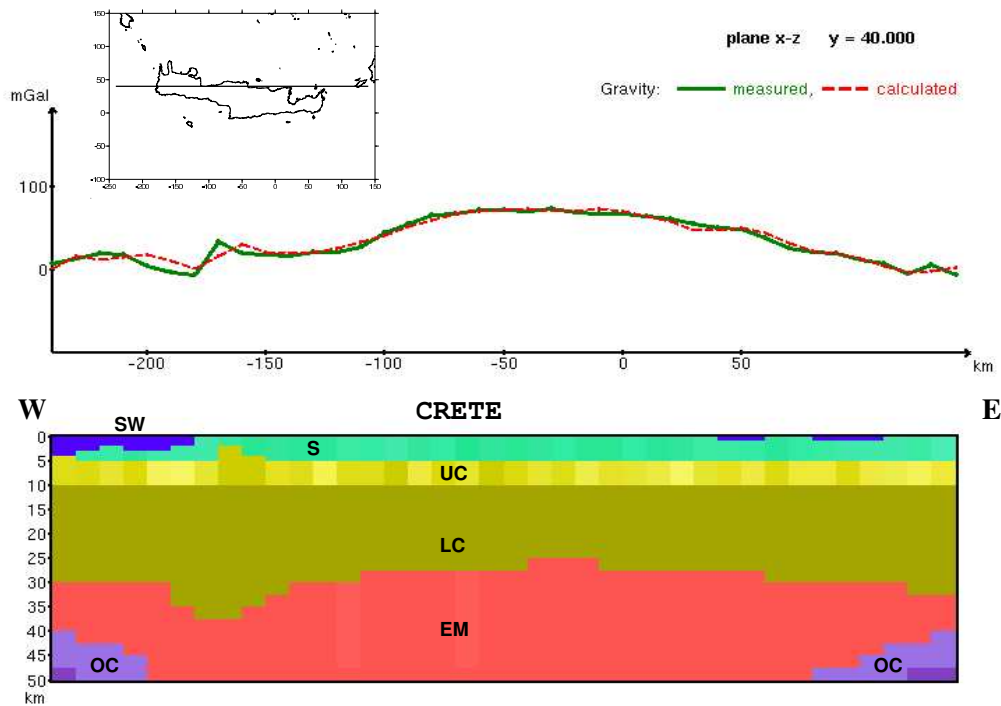 150
100
50
0
-50
-100
-250 -200 -150 -100 -50 0 50 100 150
plane x-z y = 40.000
Gravity: measured, calculated
mGal
100
0
-200 -150 -100 -50 0 50
km
W CRETE E
SW
S
UC
LC
EM
OC OC
0
5
10
15
20
25
30
35
40
45
50
km